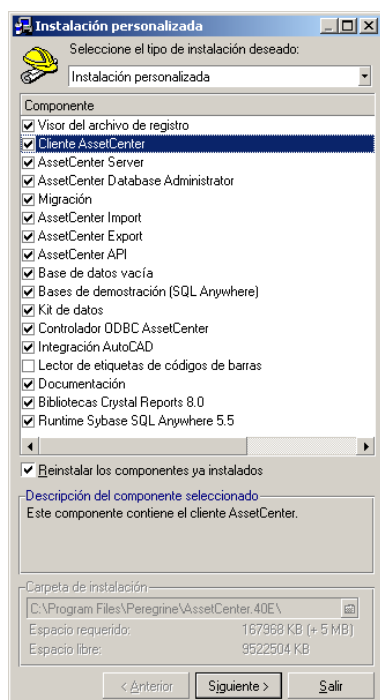 Instalación personalizada
Seleccione el tipo de instalación deseado:
Instalación personalizada
Componente
Visor del archivo de registro
Cliente AssetCenter
AssetCenter Server
AssetCenter Database Administrator
Migración
AssetCenter Import
AssetCenter Export
AssetCenter API
Base de datos vacía
Bases de demostración (SQL Anywhere)
Kit de datos
Controlador ODBC AssetCenter
Integración AutoCAD
Lector de etiquetas de códigos de barras
Documentación
Bibliotecas Crystal Reports 8.0
Runtime Sybase SQL Anywhere 5.5
Reinstalar los componentes ya instalados
Descripción del componente seleccionado
Este componente contiene el cliente AssetCenter.
Carpeta de instalación
C:\Program Files\Peregrine\AssetCenter.40E\
Espacio requerido: 167968 KB (+ 5 MB)
Espacio libre: 9522504 KB
< Anterior Siguiente > Salir